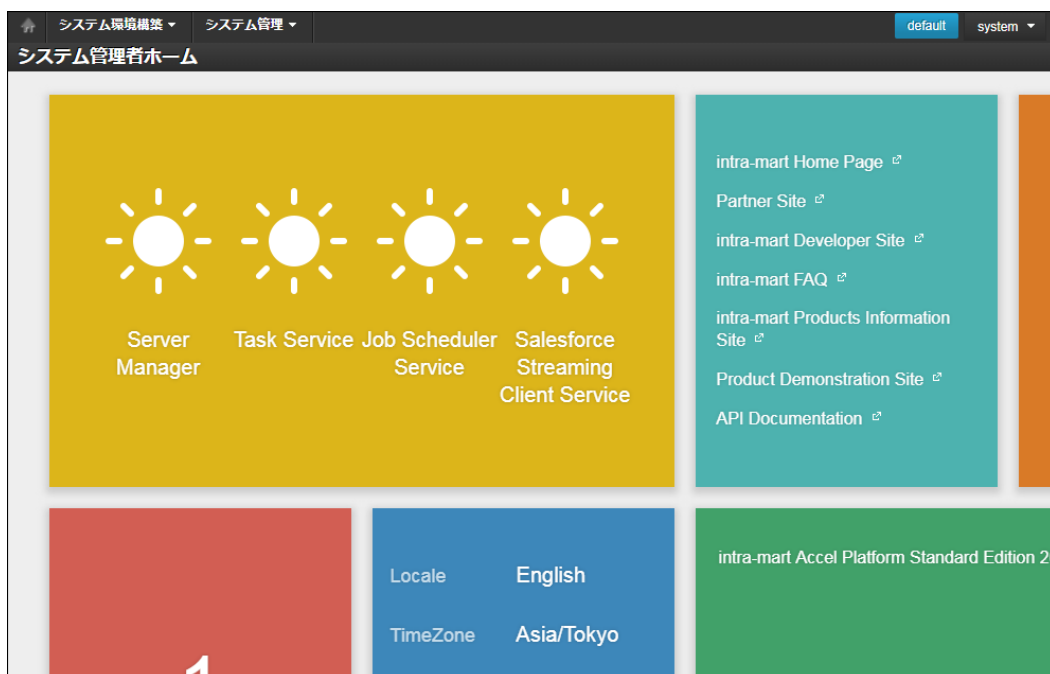 システム環境構築 システム管理 default system
システム管理者ホーム
Server
Manager
Task Service
Job Scheduler
Service
Salesforce
Streaming
Client Service
intra-mart Home Page
Partner Site
intra-mart Developer Site
intra-mart FAQ
intra-mart Products Information
Site
Product Demonstration Site
API Documentation
1
Locale English
TimeZone Asia/Tokyo
intra-mart Accel Platform Standard Edition 2